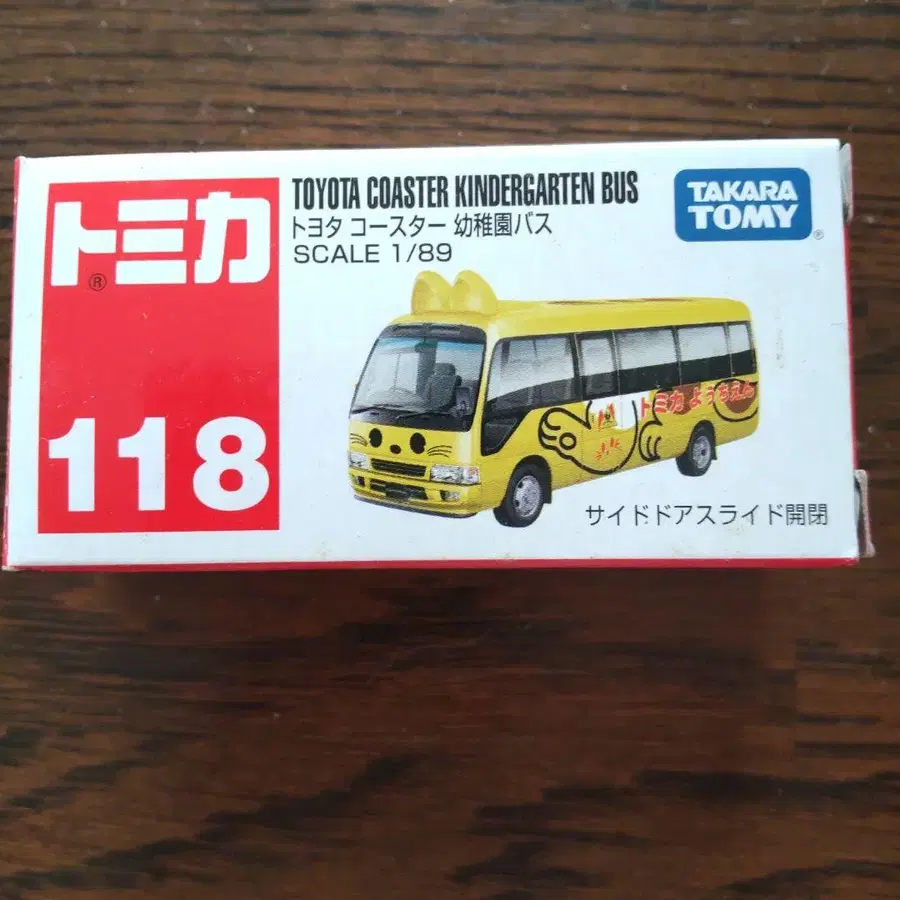 トミカ
®
118
TOYOTA COASTER KINDERGARTEN BUS
トヨタ コースター 幼稚園バス
SCALE 1/89
TAKARA
TOMY
®
トミカ ようちえん
サイドドアスライド開閉